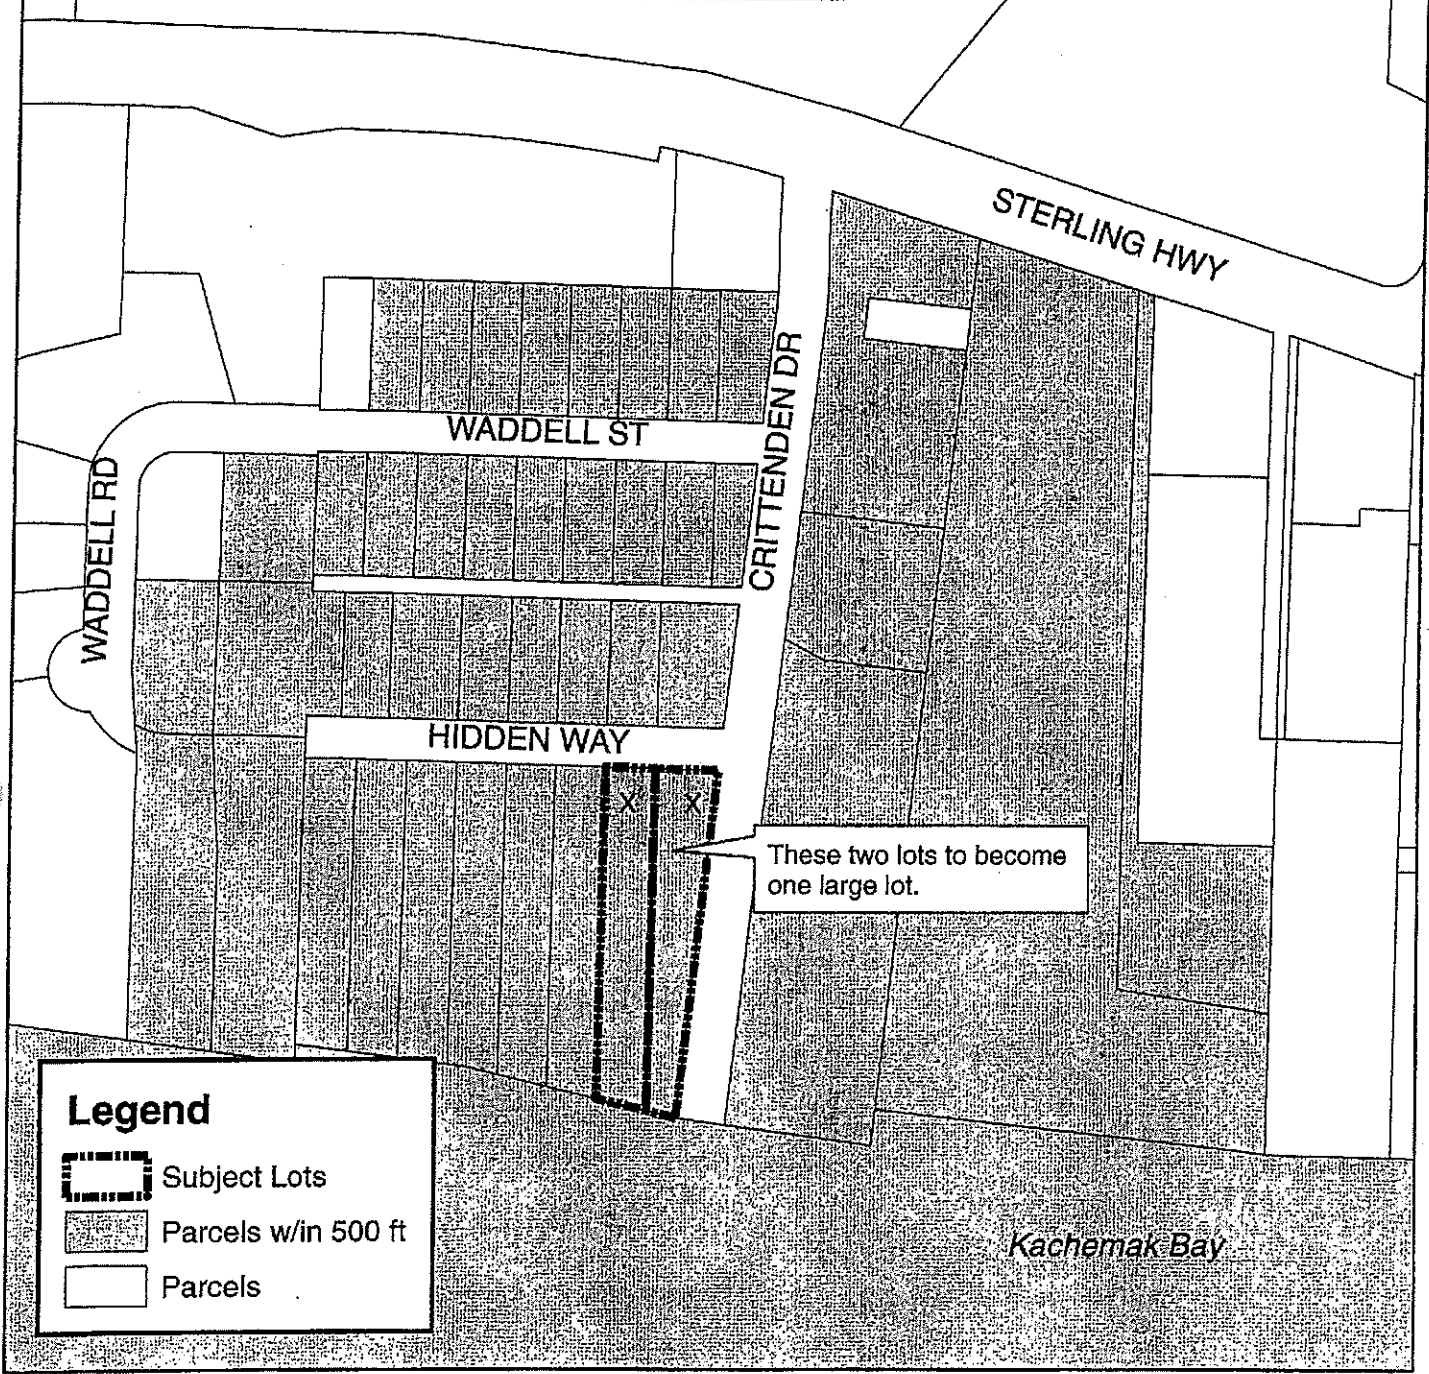 STERLING HWY
CRITTENDEN DR
WADDELL ST
WADDELL RD
HIDDEN WAY
X X
These two lots to become
one large lot.
Legend
Subject Lots
Parcels w/in 500 ft
Parcels
Kachemak Bay